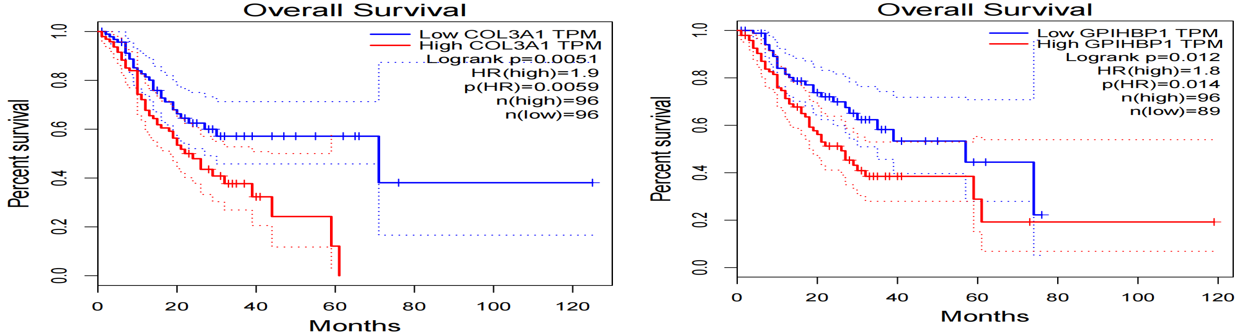 Overall Survival
Low COL3A1 TPM
High COL3A1 TPM
Logrank p=0.0051
HR(high)=1.9
p(HR)=0.0059
n(high)=96
n(low)=96
Percent survival
0.0 0.2 0.4 0.6 0.8 1.0
0 20 40 60 80 100 120
Months
Overall Survival
Low GPIHBP1 TPM
High GPIHBP1 TPM
Logrank p=0.012
HR(high)=1.8
p(HR)=0.014
n(high)=96
n(low)=89
Percent survival
0.0 0.2 0.4 0.6 0.8 1.0
0 20 40 60 80 100 120
Months